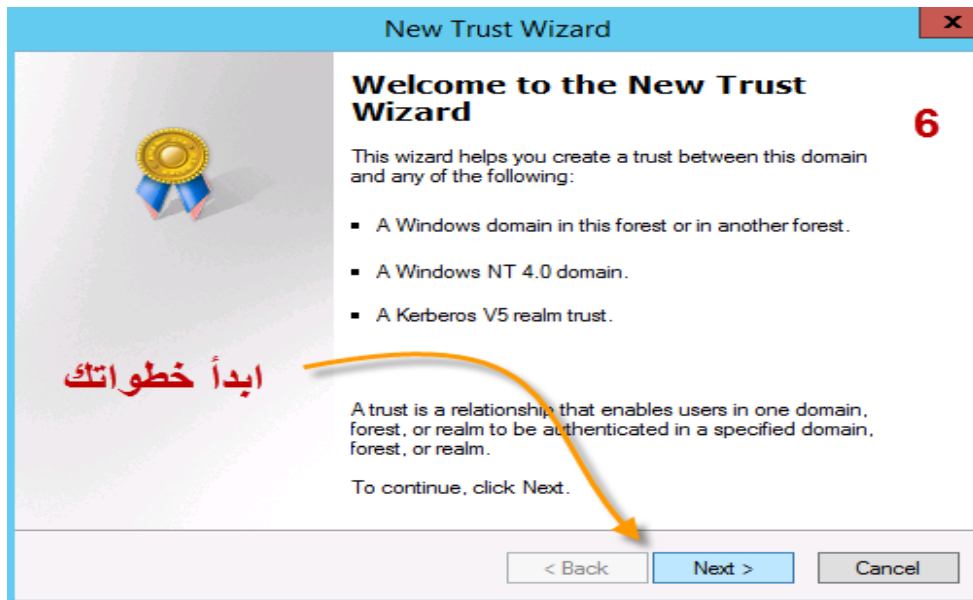 New Trust Wizard
x
Welcome to the New Trust
Wizard
6
This wizard helps you create a trust between this domain
and any of the following:
▪ A Windows domain in this forest or in another forest.
▪ A Windows NT 4.0 domain.
▪ A Kerberos V5 realm trust.
ابدأ خطواتك
A trust is a relationship that enables users in one domain,
forest, or realm to be authenticated in a specified domain,
forest, or realm.
To continue, click Next.
< Back
Next >
Cancel